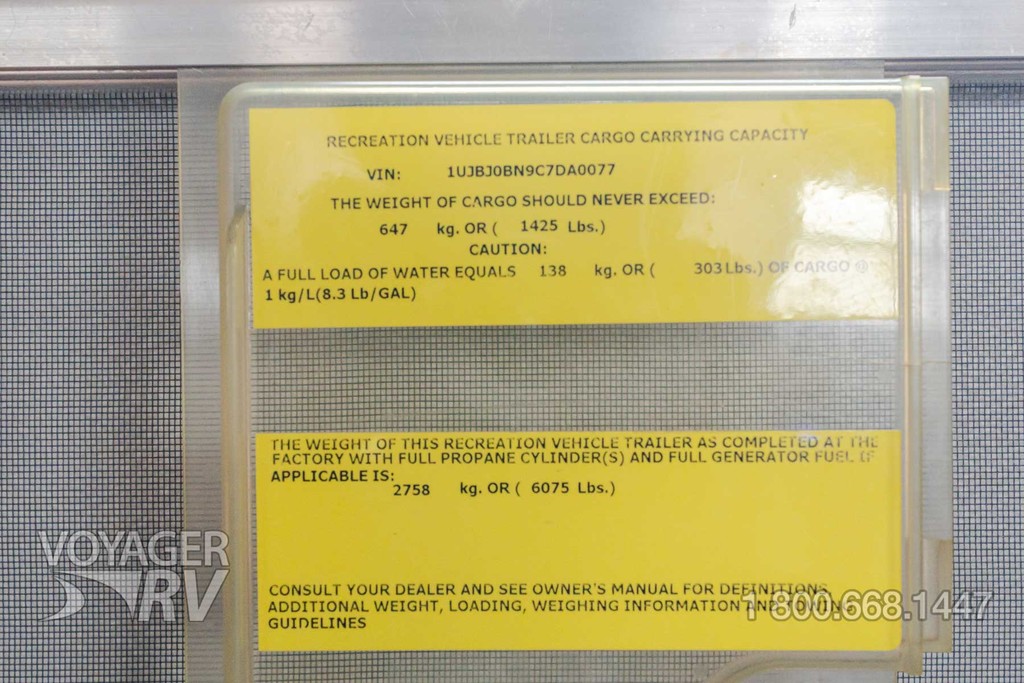 RECREATION VEHICLE TRAILER CARGO CARRYING CAPACITY
VIN: 1UJBJ0BN9C7DA0077
THE WEIGHT OF CARGO SHOULD NEVER EXCEED:
647 kg. OR ( 1425 Lbs.)
CAUTION:
A FULL LOAD OF WATER EQUALS 138 kg. OR ( 303 Lbs.) OF CARGO @
1 kg/L(8.3 Lb/GAL)
THE WEIGHT OF THIS RECREATION VEHICLE TRAILER AS COMPLETED AT THE
FACTORY WITH FULL PROPANE CYLINDER(S) AND FULL GENERATOR FUEL IF
APPLICABLE IS:
2758 kg. OR ( 6075 Lbs.)
CONSULT YOUR DEALER AND SEE OWNER'S MANUAL FOR DEFINITIONS,
ADDITIONAL WEIGHT, LOADING, WEIGHING INFORMATION AND TOWING
GUIDELINES
VOYAGER
RV
1-800.668.1447